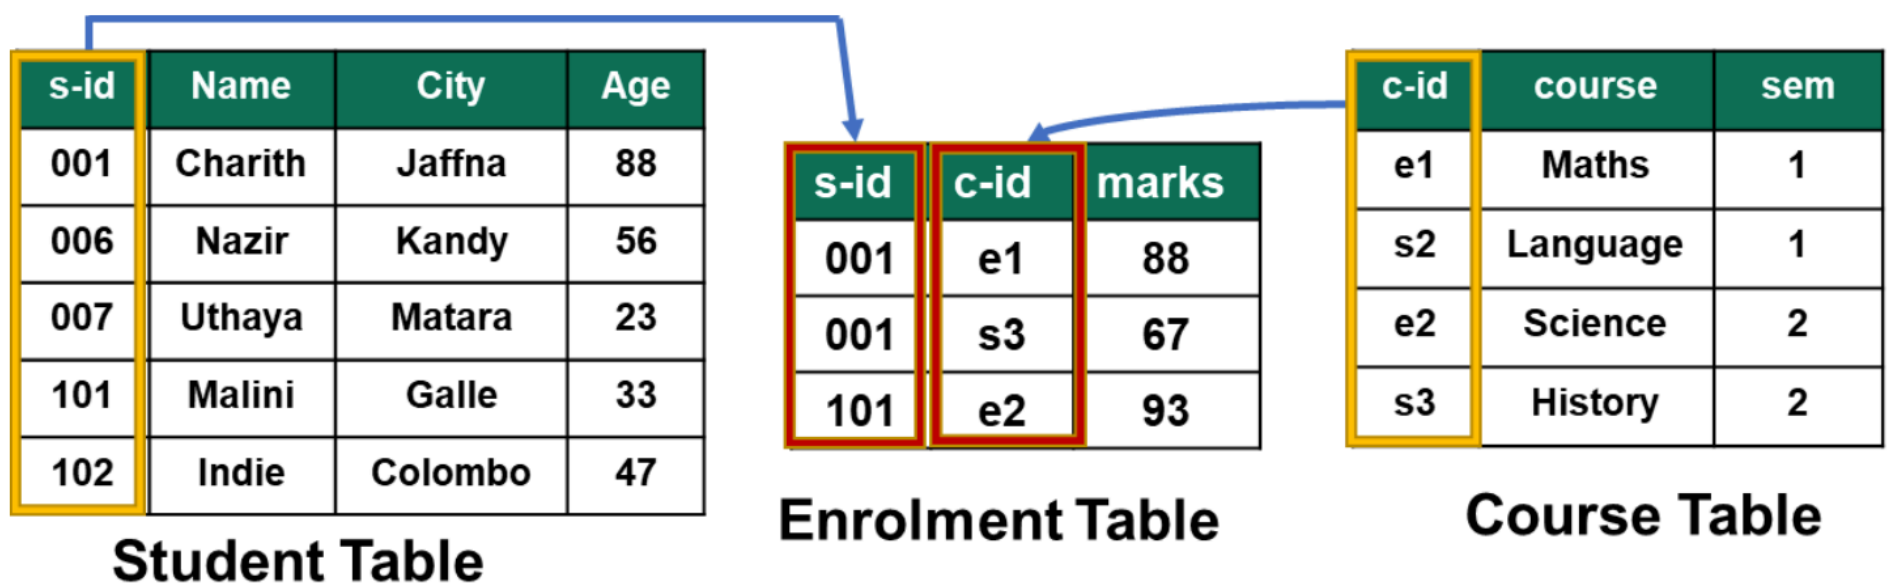 s-id Name City Age
001 Charith Jaffna 88
006 Nazir Kandy 56
007 Uthaya Matara 23
101 Malini Galle 33
102 Indie Colombo 47
Student Table
s-id c-id marks
001 e1 88
001 s3 67
101 e2 93
Enrolment Table
c-id course sem
e1 Maths 1
s2 Language 1
e2 Science 2
s3 History 2
Course Table